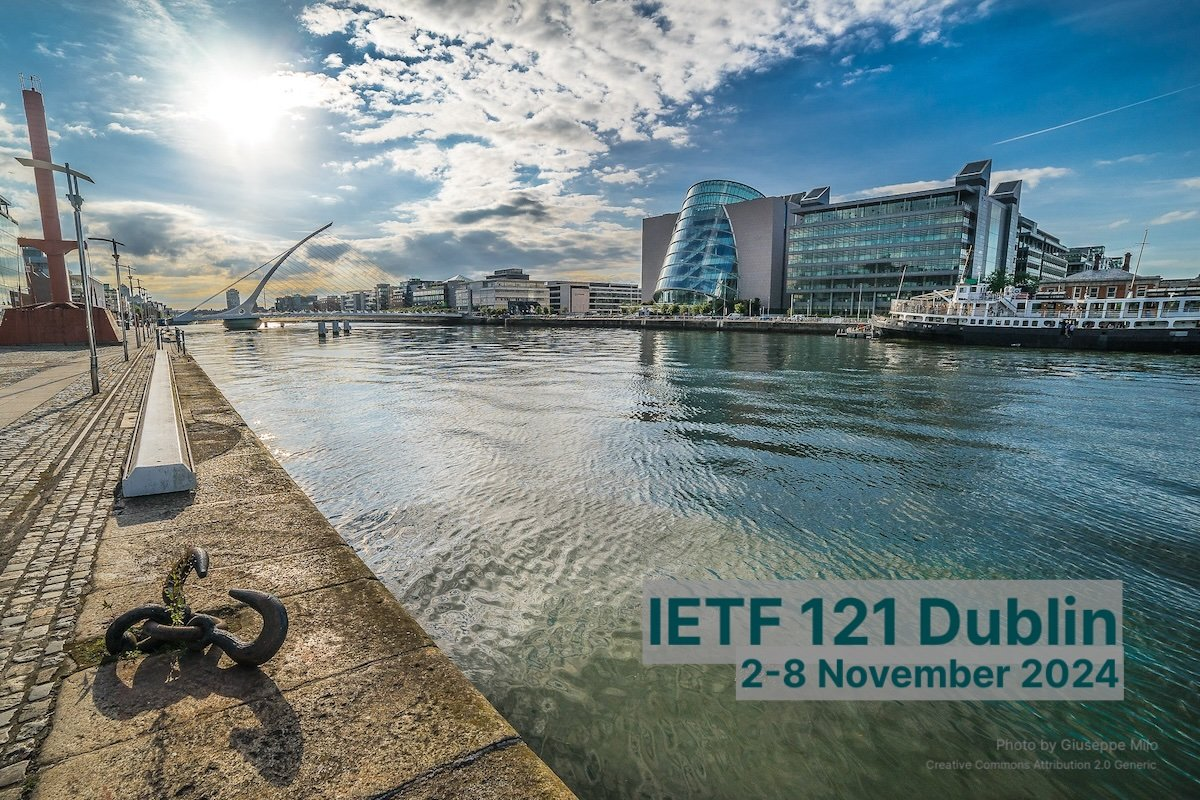 IETF 121 Dublin
2-8 November 2024
Photo by Giuseppe Milo
Creative Commons Attribution 2.0 Generic